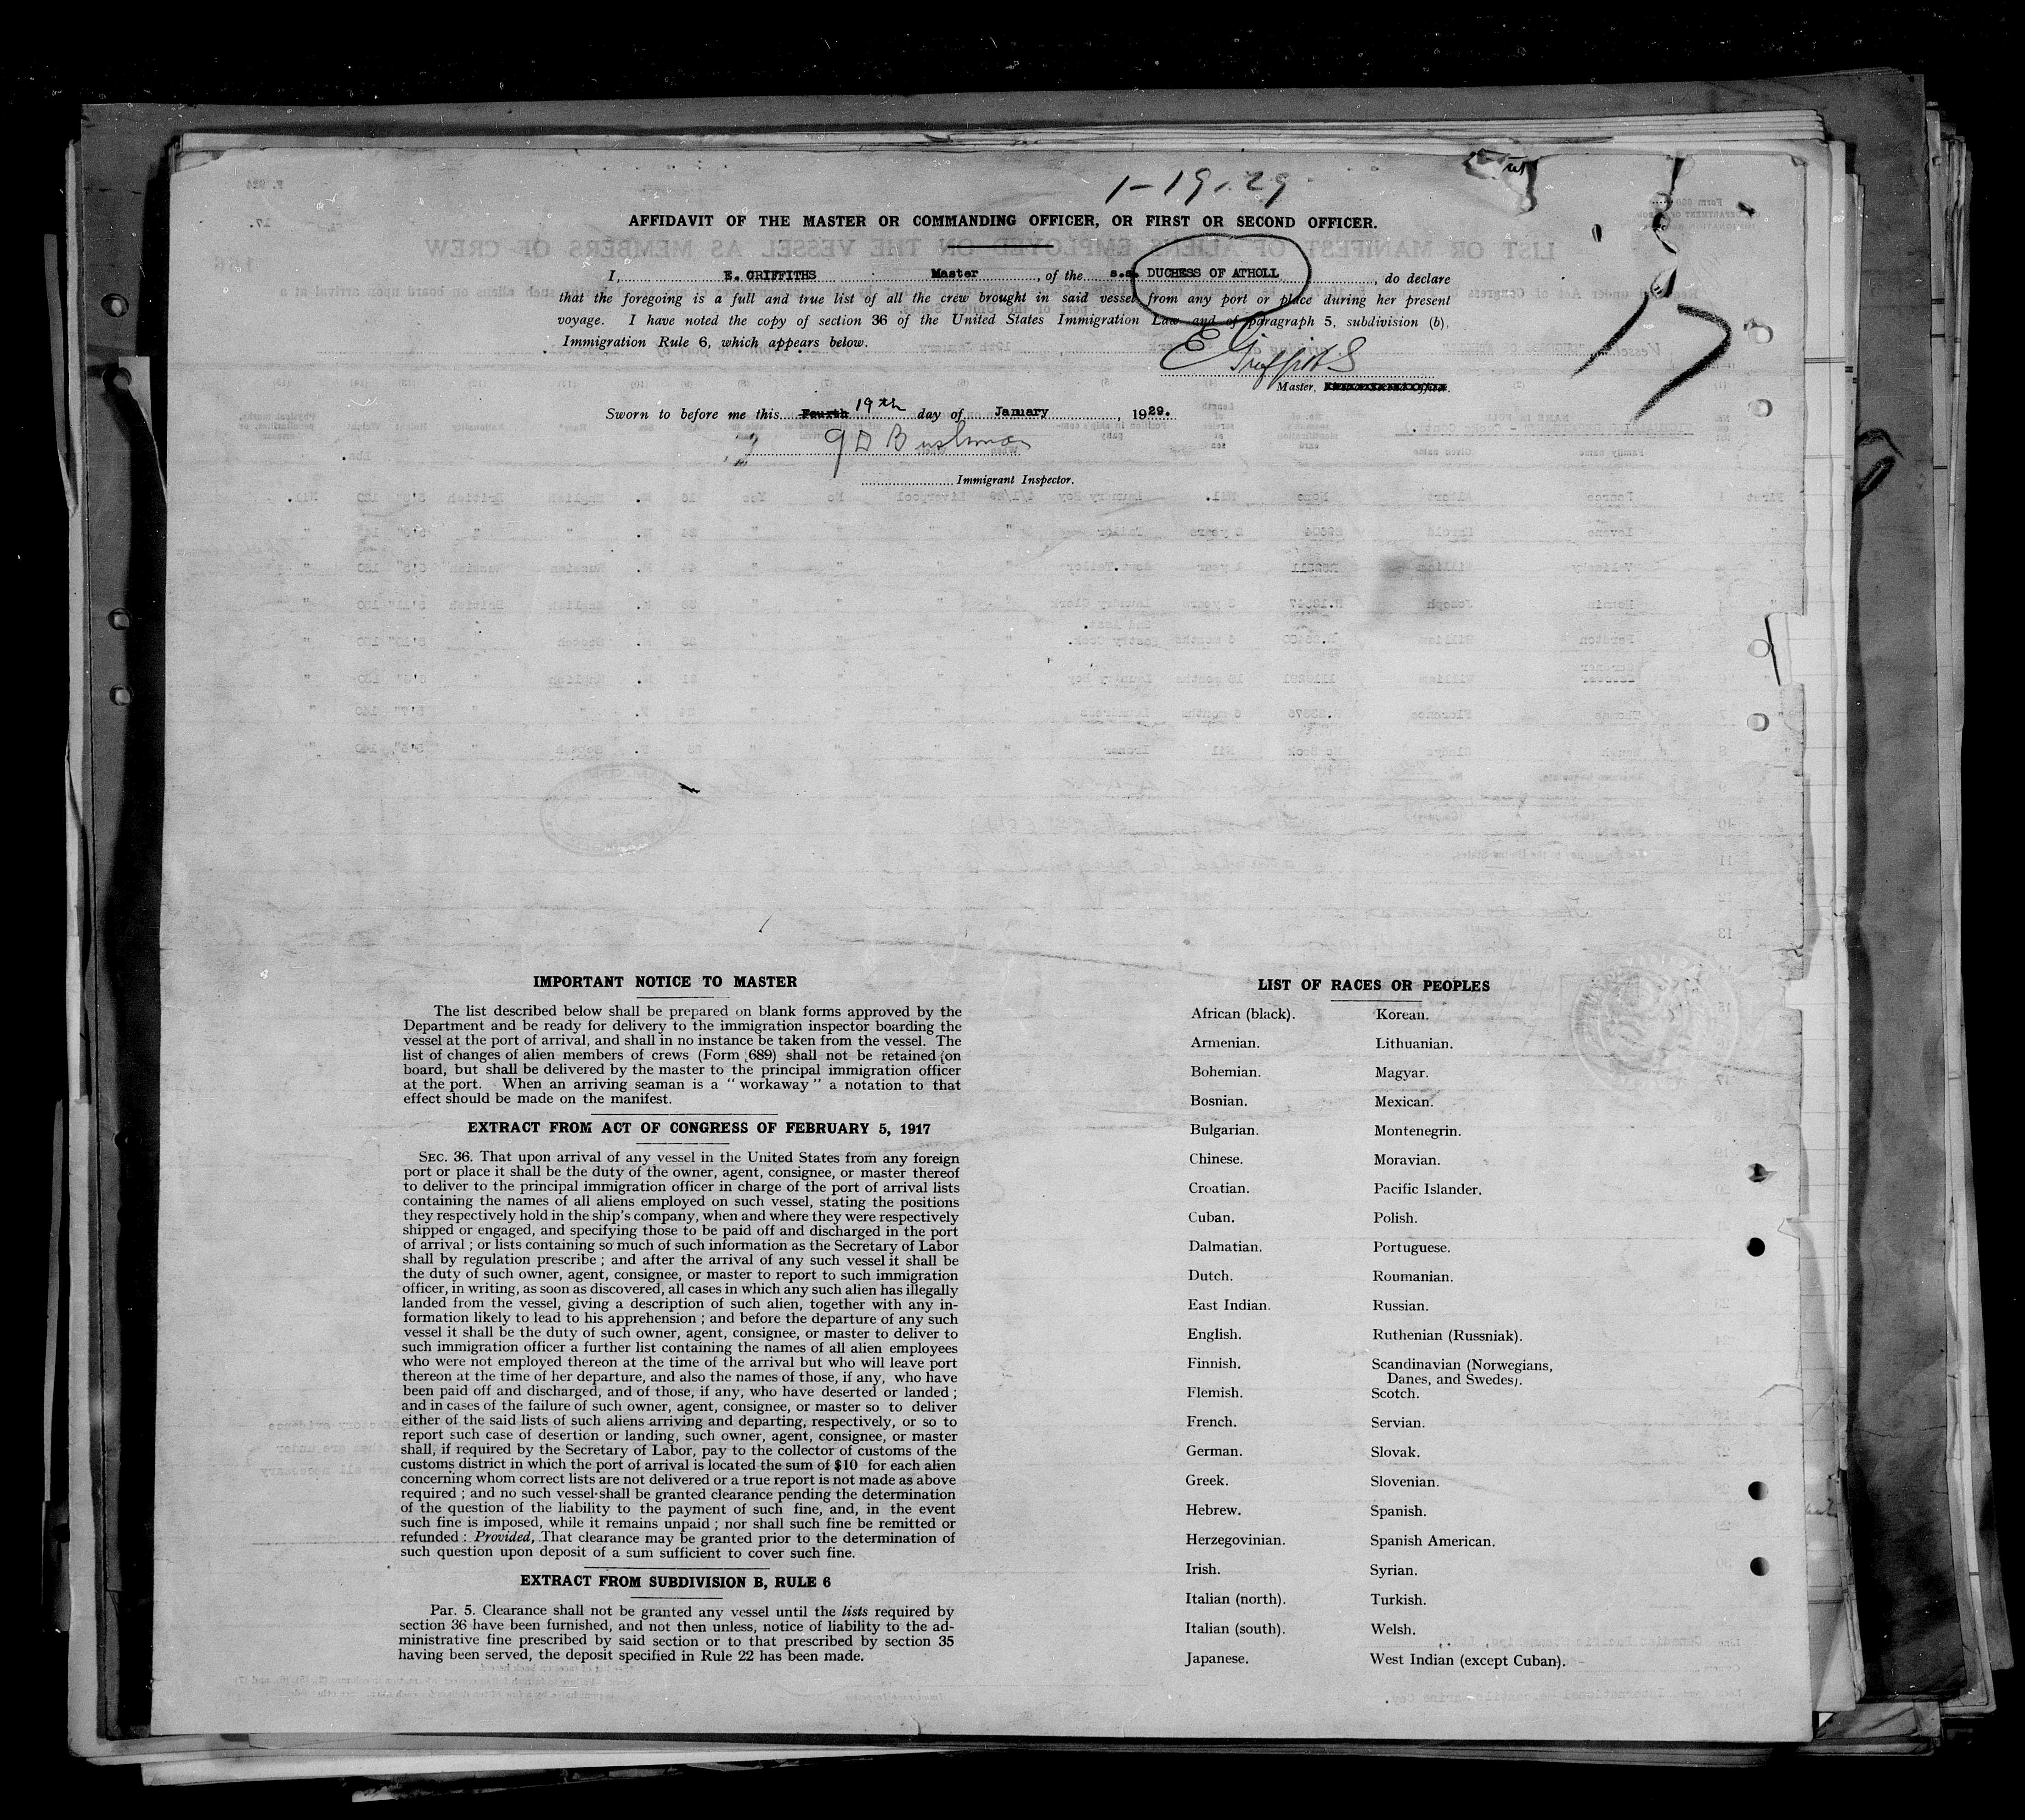 1-19-29
AFFIDAVIT OF THE MASTER OR COMMANDING OFFICER, OR FIRST OR SECOND OFFICER.
I, E. GRIFFITHS Master, of the s.s. DUCHESS OF ATHOLL, do declare
that the foregoing is a full and true list of all the crew brought in said vessel from any port or place during her present
voyage. I have noted the copy of section 36 of the United States Immigration Law and of paragraph 5, subdivision (b),
Immigration Rule 6, which appears below.
17
E Griffiths
Master,
Sworn to before me this Fourth 19th day of January, 1929.
G D Bushman
Immigrant Inspector.
IMPORTANT NOTICE TO MASTER
The list described below shall be prepared on blank forms approved by the
Department and be ready for delivery to the immigration inspector boarding the
vessel at the port of arrival, and shall in no instance be taken from the vessel. The
list of changes of alien members of crews (Form 689) shall not be retained on
board, but shall be delivered by the master to the principal immigration officer
at the port. When an arriving seaman is a " workaway " a notation to that
effect should be made on the manifest.
EXTRACT FROM ACT OF CONGRESS OF FEBRUARY 5, 1917
SEC. 36. That upon arrival of any vessel in the United States from any foreign
port or place it shall be the duty of the owner, agent, consignee, or master thereof
to deliver to the principal immigration officer in charge of the port of arrival lists
containing the names of all aliens employed on such vessel, stating the positions
they respectively hold in the ship's company, when and where they were respectively
shipped or engaged, and specifying those to be paid off and discharged in the port
of arrival ; or lists containing so much of such information as the Secretary of Labor
shall by regulation prescribe ; and after the arrival of any such vessel it shall be
the duty of such owner, agent, consignee, or master to report to such immigration
officer, in writing, as soon as discovered, all cases in which any such alien has illegally
landed from the vessel, giving a description of such alien, together with any in-
formation likely to lead to his apprehension ; and before the departure of any such
vessel it shall be the duty of such owner, agent, consignee, or master to deliver to
such immigration officer a further list containing the names of all alien employees
who were not employed thereon at the time of the arrival but who will leave port
thereon at the time of her departure, and also the names of those, if any, who have
been paid off and discharged, and of those, if any, who have deserted or landed ;
and in cases of the failure of such owner, agent, consignee, or master so to deliver
either of the said lists of such aliens arriving and departing, respectively, or so to
report such case of desertion or landing, such owner, agent, consignee, or master
shall, if required by the Secretary of Labor, pay to the collector of customs of the
customs district in which the port of arrival is located the sum of $10 for each alien
concerning whom correct lists are not delivered or a true report is not made as above
required ; and no such vessel shall be granted clearance pending the determination
of the question of the liability to the payment of such fine, and, in the event
such fine is imposed, while it remains unpaid ; nor shall such fine be remitted or
refunded : Provided, That clearance may be granted prior to the determination of
such question upon deposit of a sum sufficient to cover such fine.
EXTRACT FROM SUBDIVISION B, RULE 6
Par. 5. Clearance shall not be granted any vessel until the lists required by
section 36 have been furnished, and not then unless, notice of liability to the ad-
ministrative fine prescribed by said section or to that prescribed by section 35
having been served, the deposit specified in Rule 22 has been made.
LIST OF RACES OR PEOPLES
African (black).
Armenian.
Bohemian.
Bosnian.
Bulgarian.
Chinese.
Croatian.
Cuban.
Dalmatian.
Dutch.
East Indian.
English.
Finnish.
Flemish.
French.
German.
Greek.
Hebrew.
Herzegovinian.
Irish.
Italian (north).
Italian (south).
Japanese.
Korean.
Lithuanian.
Magyar.
Mexican.
Montenegrin.
Moravian.
Pacific Islander.
Polish.
Portuguese.
Roumanian.
Russian.
Ruthenian (Russniak).
Scandinavian (Norwegians,
Danes, and Swedes).
Scotch.
Servian.
Slovak.
Slovenian.
Spanish.
Spanish American.
Syrian.
Turkish.
Welsh.
West Indian (except Cuban).